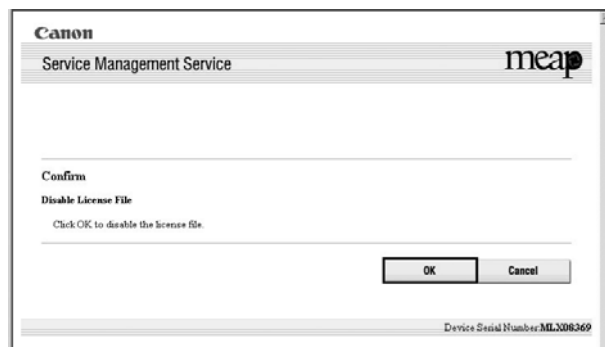 Canon
Service Management Service
meap
Confirm
Disable License File
Click OK to disable the license file.
OK
Cancel
Device Serial Number:MLX08369